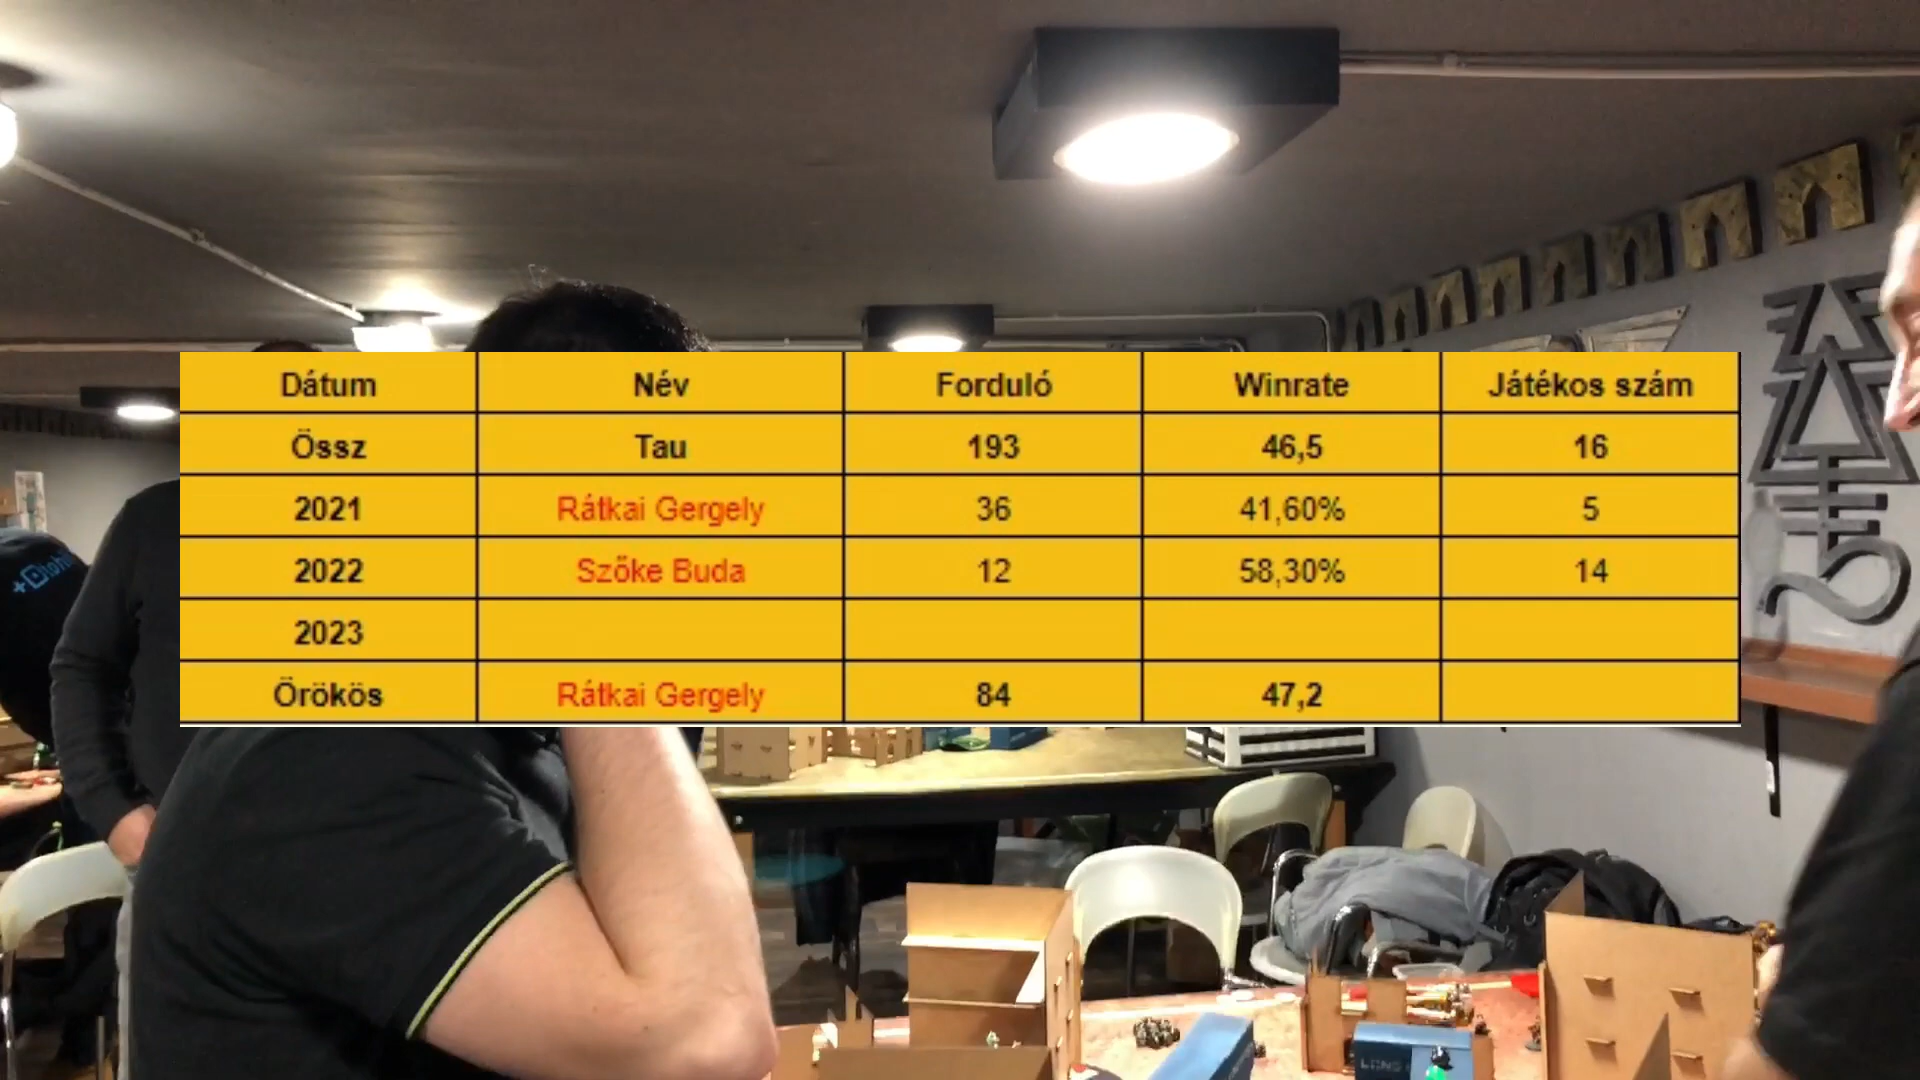 Dátum Név Forduló Winrate Játékos szám
Össz Tau 193 46,5 16
2021 Rátkai Gergely 36 41,60% 5
2022 Szőke Buda 12 58,30% 14
2023
Örökös Rátkai Gergely 84 47,2